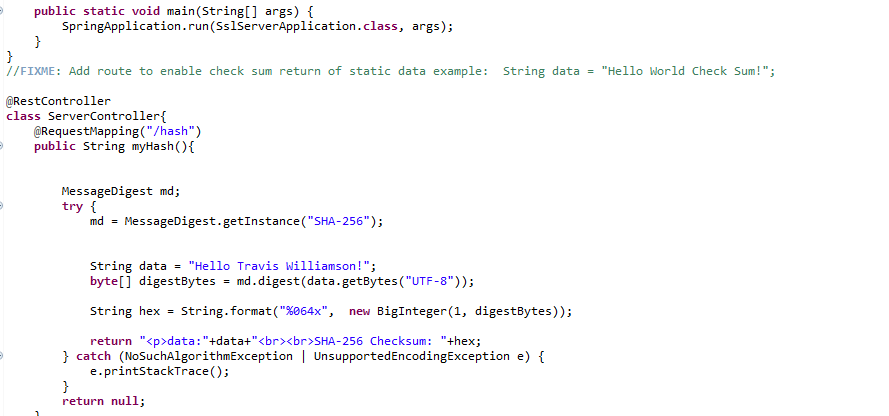 public static void main(String[] args) {
SpringApplication.run(SslServerApplication.class, args);
}
}
//FIXME: Add route to enable check sum return of static data example:  String data = "Hello World Check Sum!";
@RestController
class ServerController{
@RequestMapping("/hash")
public String myHash(){
MessageDigest md;
try {
md = MessageDigest.getInstance("SHA-256");
String data = "Hello Travis Williamson!";
byte[] digestBytes = md.digest(data.getBytes("UTF-8"));
String hex = String.format("%064x",  new BigInteger(1, digestBytes));
return "<p>data:"+data+"<br><br>SHA-256 Checksum: "+hex;
} catch (NoSuchAlgorithmException | UnsupportedEncodingException e) {
e.printStackTrace();
}
return null;
}